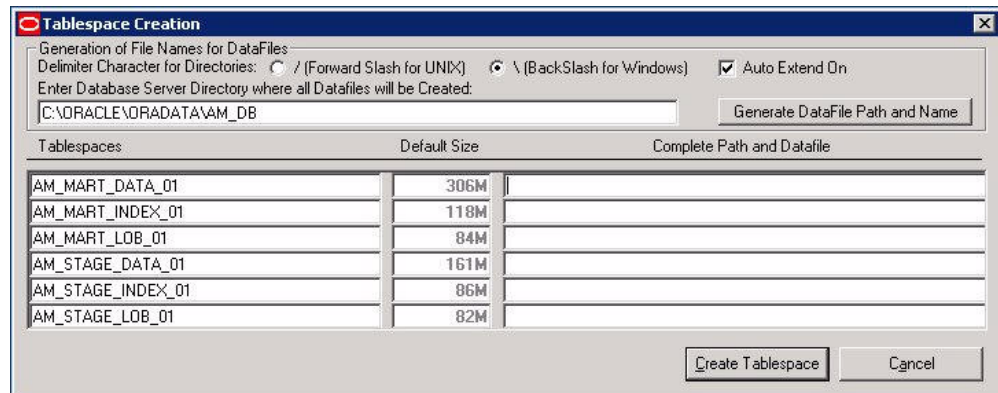 Tablespace Creation
Generation of File Names for DataFiles
Delimiter Character for Directories: / (Forward Slash for UNIX) \ (BackSlash for Windows) Auto Extend On
Enter Database Server Directory where all Datafiles will be Created:
C:\ORACLE\ORADATA\AM_DB Generate DataFile Path and Name
Tablespaces Default Size Complete Path and Datafile
AM_MART_DATA_01 306M
AM_MART_INDEX_01 118M
AM_MART_LOB_01 84M
AM_STAGE_DATA_01 161M
AM_STAGE_INDEX_01 86M
AM_STAGE_LOB_01 82M
Create Tablespace Cancel